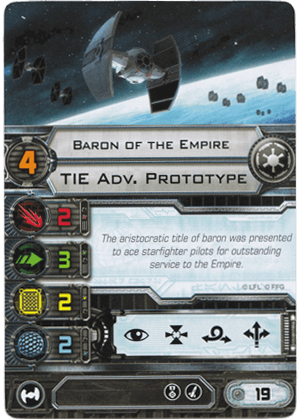 BARON OF THE EMPIRE
4
TIE ADV. PROTOTYPE
2
The aristocratic title of baron was presented
to ace starfighter pilots for outstanding
service to the Empire.
3
© LFL © FFG
2
2
19